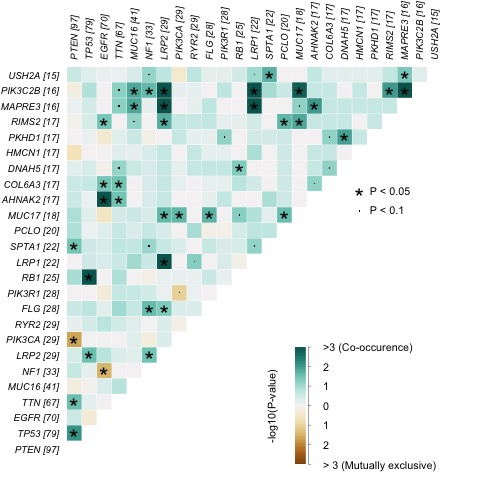 PTEN [97]
TP53 [79]
EGFR [70]
TTN [67]
MUC16 [41]
NF1 [33]
LRP2 [29]
PIK3CA [29]
RYR2 [29]
FLG [28]
PIK3R1 [28]
RB1 [25]
LRP1 [22]
SPTA1 [22]
PCLO [20]
MUC17 [18]
AHNAK2 [17]
COL6A3 [17]
DNAH5 [17]
HMCN1 [17]
PKHD1 [17]
RIMS2 [17]
MAPRE3 [16]
PIK3C2B [16]
USH2A [15]
USH2A [15]
PIK3C2B [16]
MAPRE3 [16]
RIMS2 [17]
PKHD1 [17]
HMCN1 [17]
DNAH5 [17]
COL6A3 [17]
AHNAK2 [17]
MUC17 [18]
PCLO [20]
SPTA1 [22]
LRP1 [22]
RB1 [25]
PIK3R1 [28]
FLG [28]
RYR2 [29]
PIK3CA [29]
LRP2 [29]
NF1 [33]
MUC16 [41]
TTN [67]
EGFR [70]
TP53 [79]
PTEN [97]
* P < 0.05
· P < 0.1
-log10(P-value)
>3 (Co-occurence)
2
1
0
1
2
> 3 (Mutually exclusive)